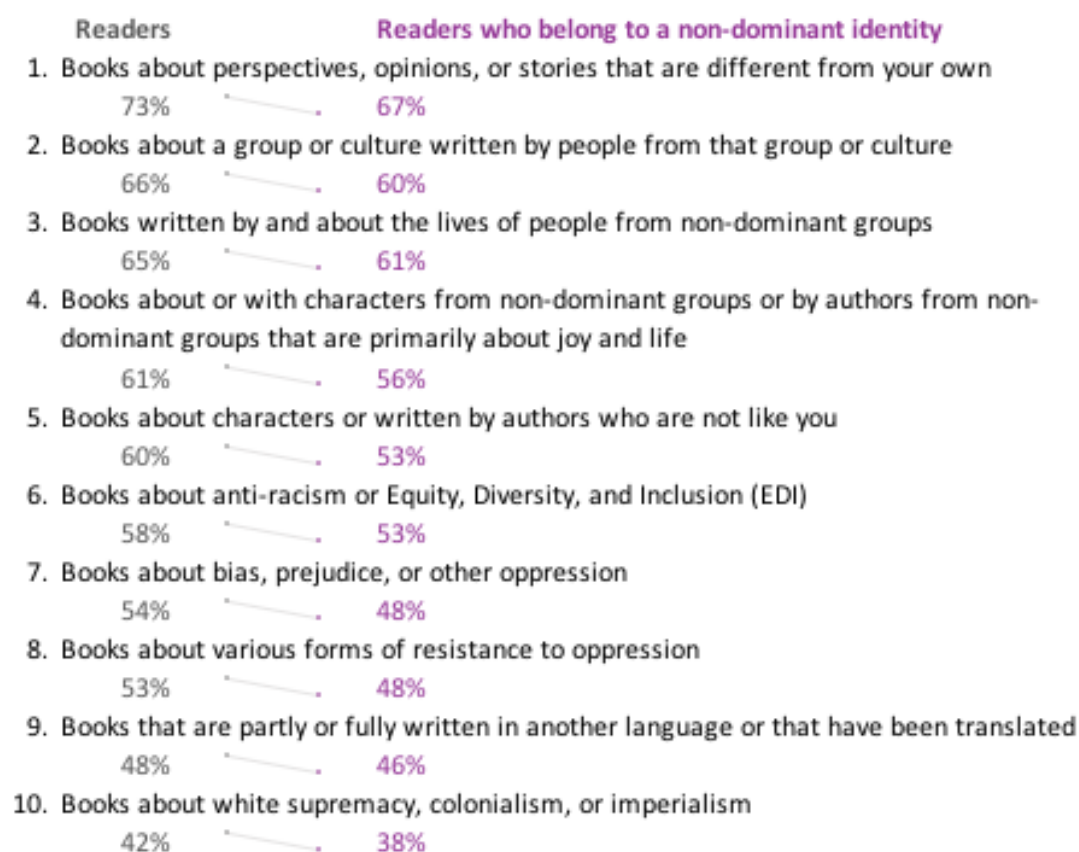 Readers Readers who belong to a non-dominant identity
1. Books about perspectives, opinions, or stories that are different from your own
73% 67%
2. Books about a group or culture written by people from that group or culture
66% 60%
3. Books written by and about the lives of people from non-dominant groups
65% 61%
4. Books about or with characters from non-dominant groups or by authors from non-
dominant groups that are primarily about joy and life
61% 56%
5. Books about characters or written by authors who are not like you
60% 53%
6. Books about anti-racism or Equity, Diversity, and Inclusion (EDI)
58% 53%
7. Books about bias, prejudice, or other oppression
54% 48%
8. Books about various forms of resistance to oppression
53% 48%
9. Books that are partly or fully written in another language or that have been translated
48% 46%
10. Books about white supremacy, colonialism, or imperialism
42% 38%